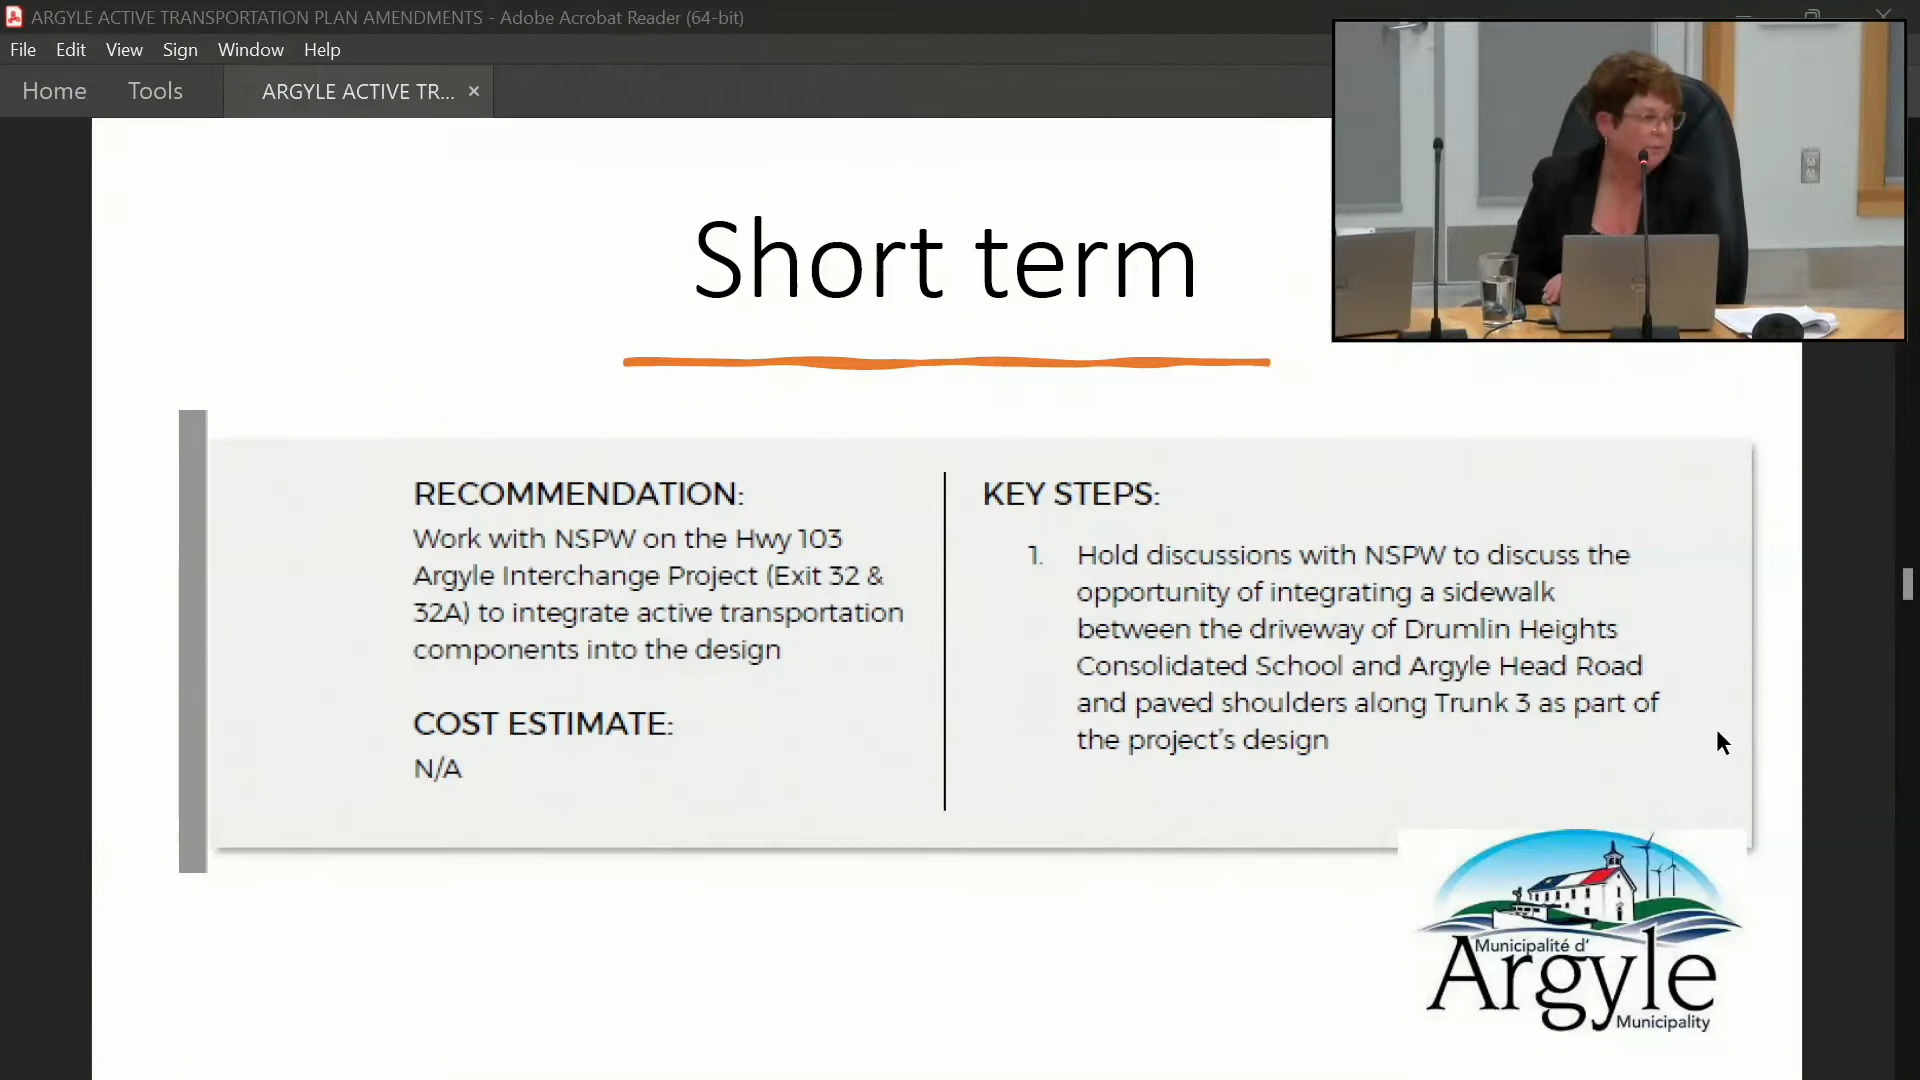 ARGYLE ACTIVE TRANSPORTATION PLAN AMENDMENTS - Adobe Acrobat Reader (64-bit)
File Edit View Sign Window Help
Home Tools ARGYLE ACTIVE TR... ×
Short term
RECOMMENDATION:
Work with NSPW on the Hwy 103
Argyle Interchange Project (Exit 32 &
32A) to integrate active transportation
components into the design
COST ESTIMATE:
N/A
KEY STEPS:
1. Hold discussions with NSPW to discuss the
opportunity of integrating a sidewalk
between the driveway of Drumlin Heights
Consolidated School and Argyle Head Road
and paved shoulders along Trunk 3 as part of
the project's design
Municipalité d'
Argyle
Municipality